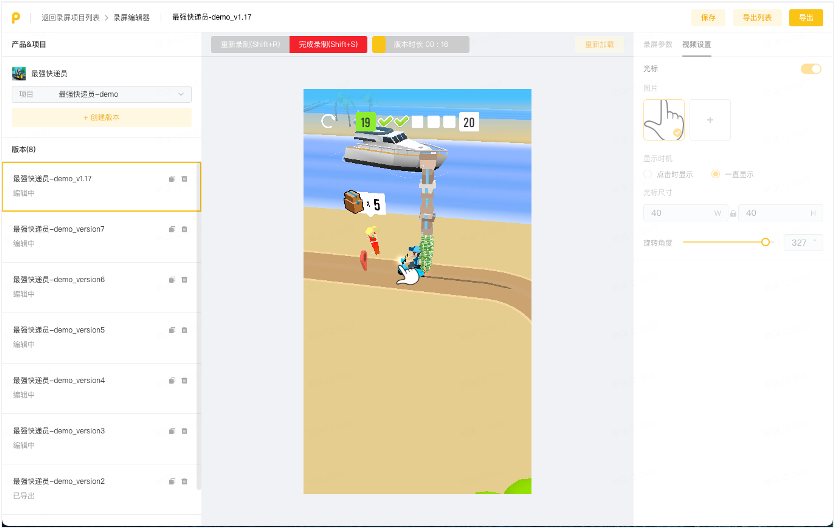 返回录屏项目列表 > 录屏编辑器 最强快递员-demo_v1.17 保存 导出列表 导出
产品&项目
最强快递员
项目 最强快递员-demo
+ 创建版本
版本(8)
最强快递员-demo_v1.17
编辑中
最强快递员-demo_version7
编辑中
最强快递员-demo_version6
编辑中
最强快递员-demo_version5
编辑中
最强快递员-demo_version4
编辑中
最强快递员-demo_version3
编辑中
最强快递员-demo_version2
已导出
重新录制(Shift+R) 完成录制(Shift+S) 版本时长 00:16 重新加载
19 20
x 5
录屏参数 视频设置
光标
图片
+
显示时机
点击时显示 一直显示
光标尺寸
40 W 40 H
旋转角度 327 °